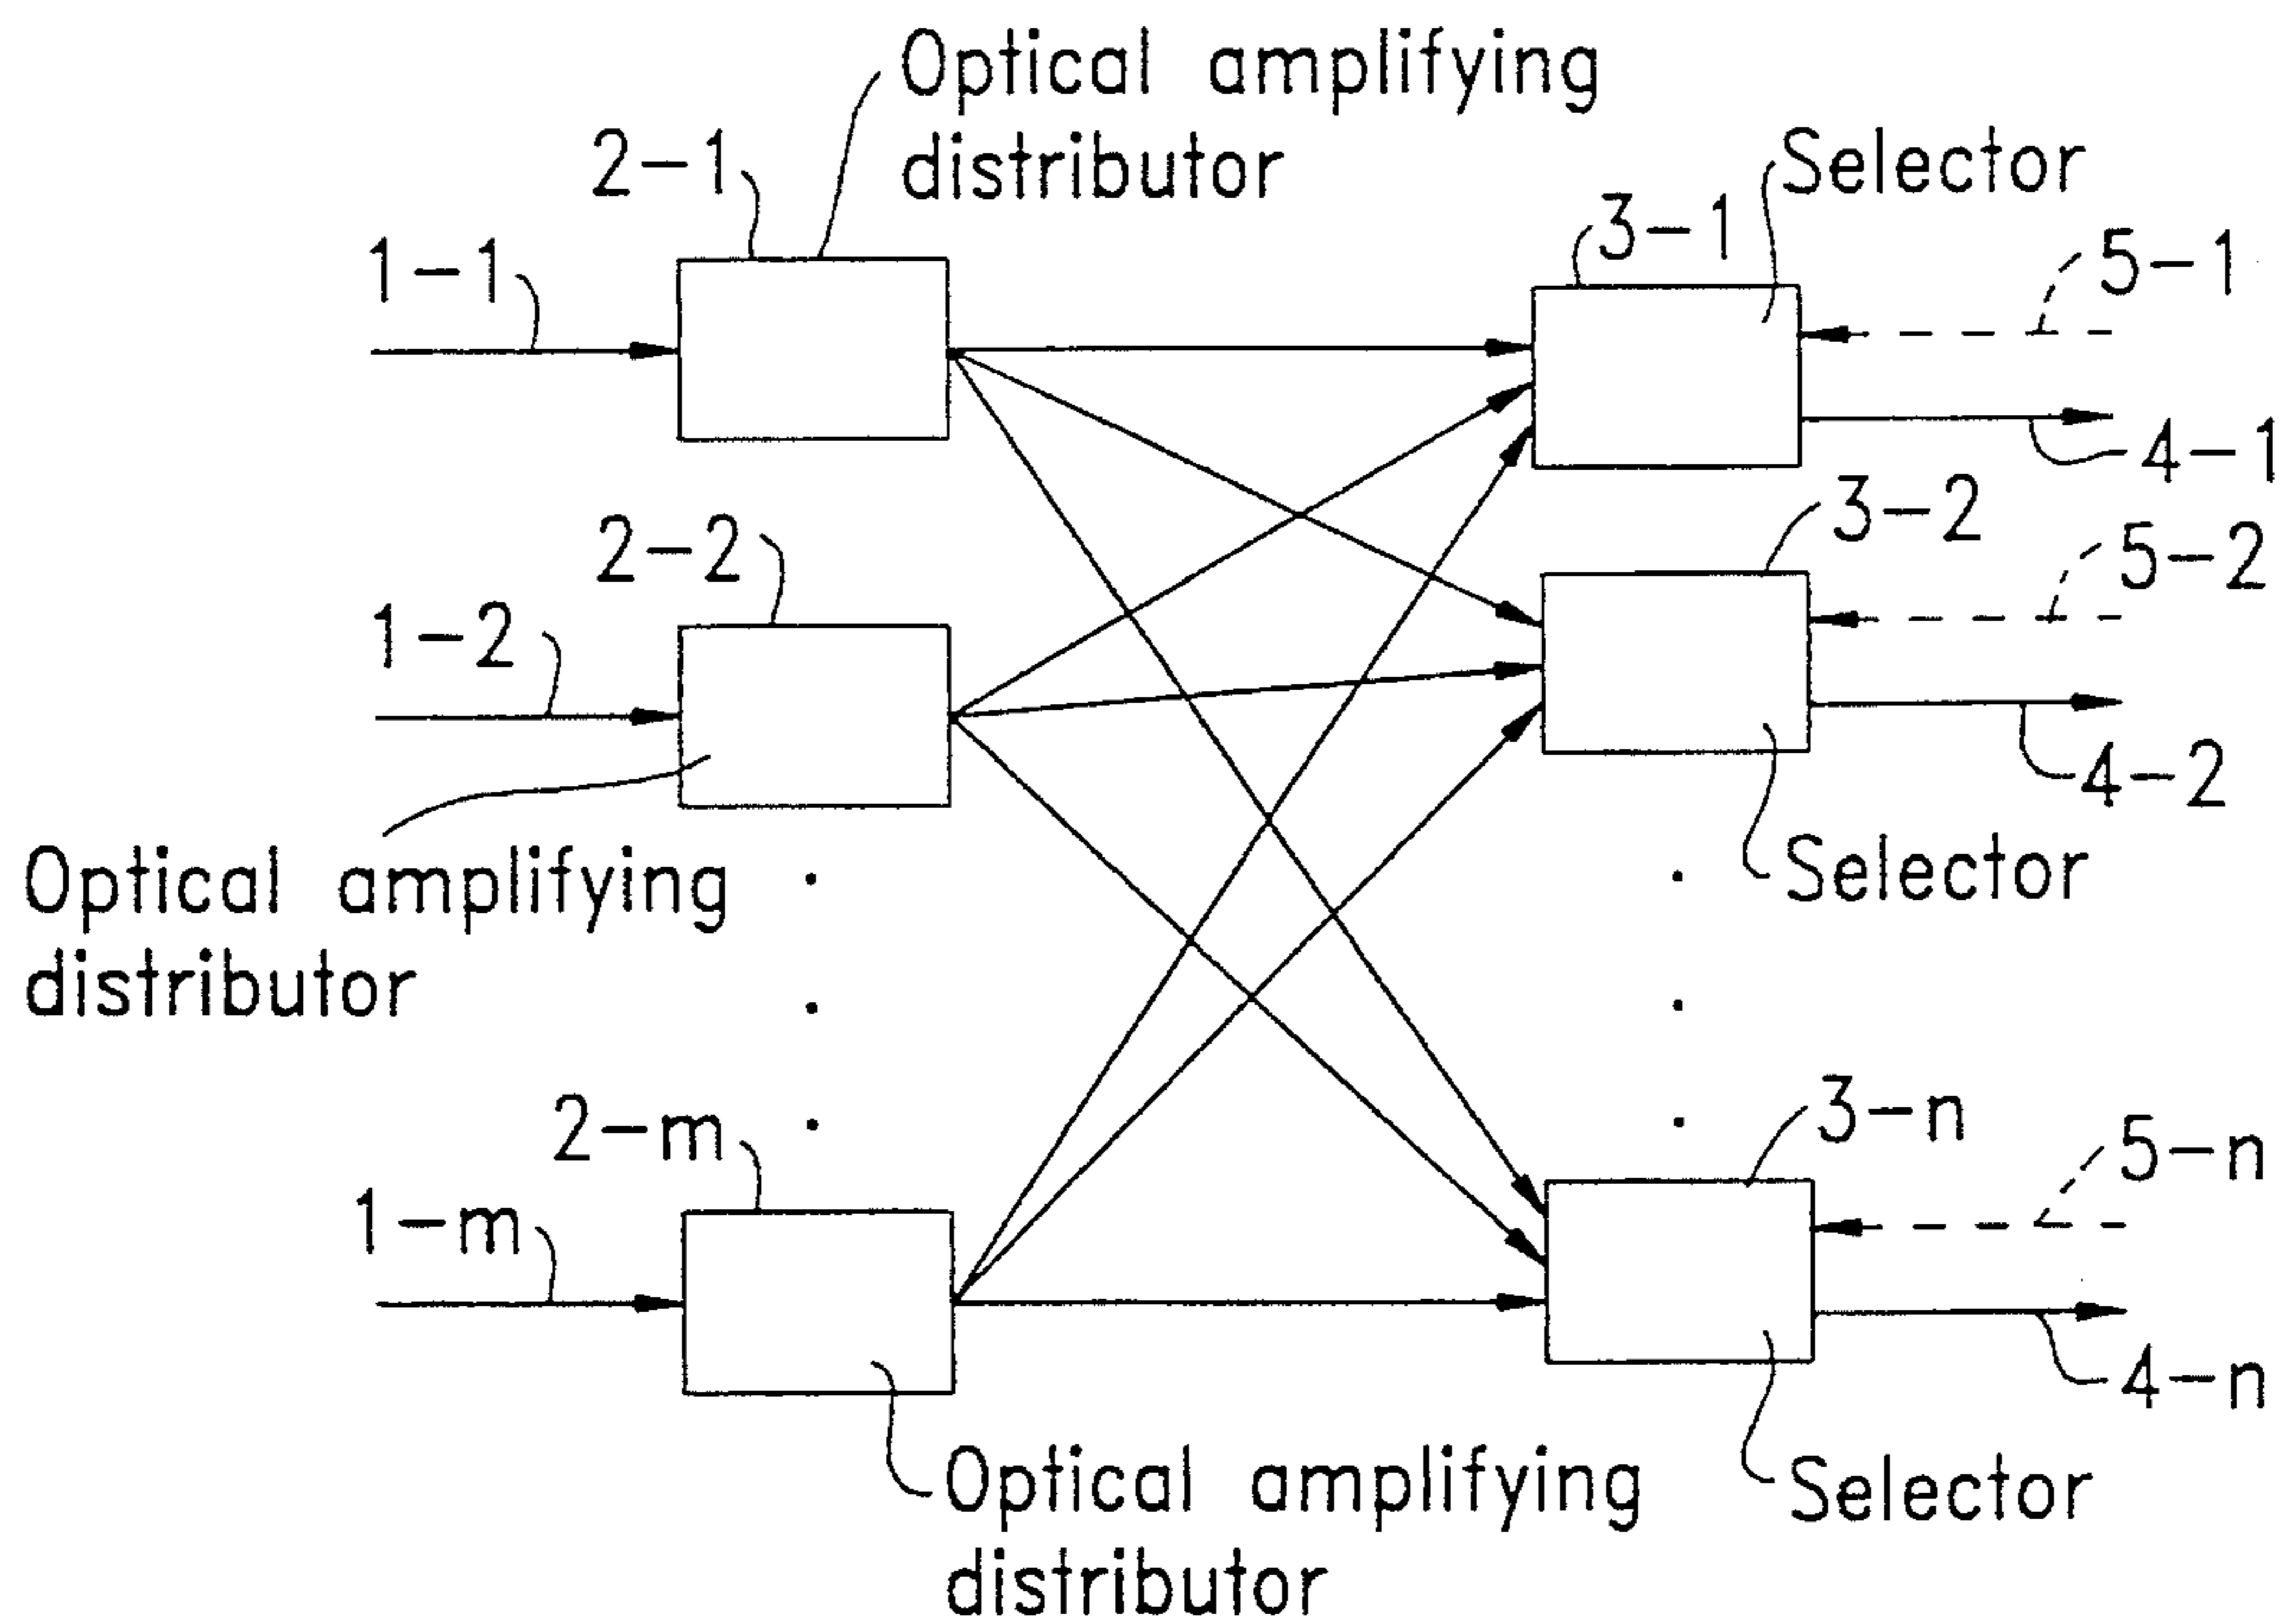 Optical amplifying
distributor
2-1
Selector
3-1
1-1
5-1
4-1
3-2
2-2
5-2
1-2
4-2
Selector
Optical amplifying
distributor
3-n
2-m
5-n
1-m
4-n
Optical amplifying
distributor
Selector